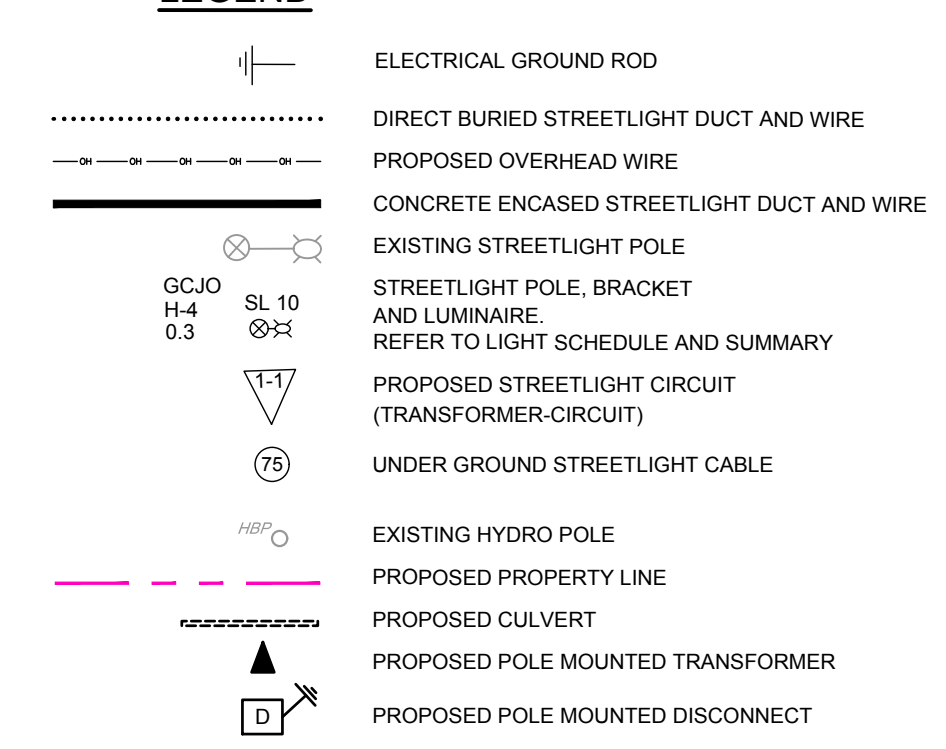 LEGEND
ELECTRICAL GROUND ROD
DIRECT BURIED STREETLIGHT DUCT AND WIRE
OH OH OH OH OH PROPOSED OVERHEAD WIRE
CONCRETE ENCASED STREETLIGHT DUCT AND WIRE
EXISTING STREETLIGHT POLE
GCJO
H-4
0.3
SL 10
STREETLIGHT POLE, BRACKET
AND LUMINAIRE.
REFER TO LIGHT SCHEDULE AND SUMMARY
1-1 PROPOSED STREETLIGHT CIRCUIT
(TRANSFORMER-CIRCUIT)
75 UNDER GROUND STREETLIGHT CABLE
HBP EXISTING HYDRO POLE
PROPOSED PROPERTY LINE
PROPOSED CULVERT
PROPOSED POLE MOUNTED TRANSFORMER
D PROPOSED POLE MOUNTED DISCONNECT